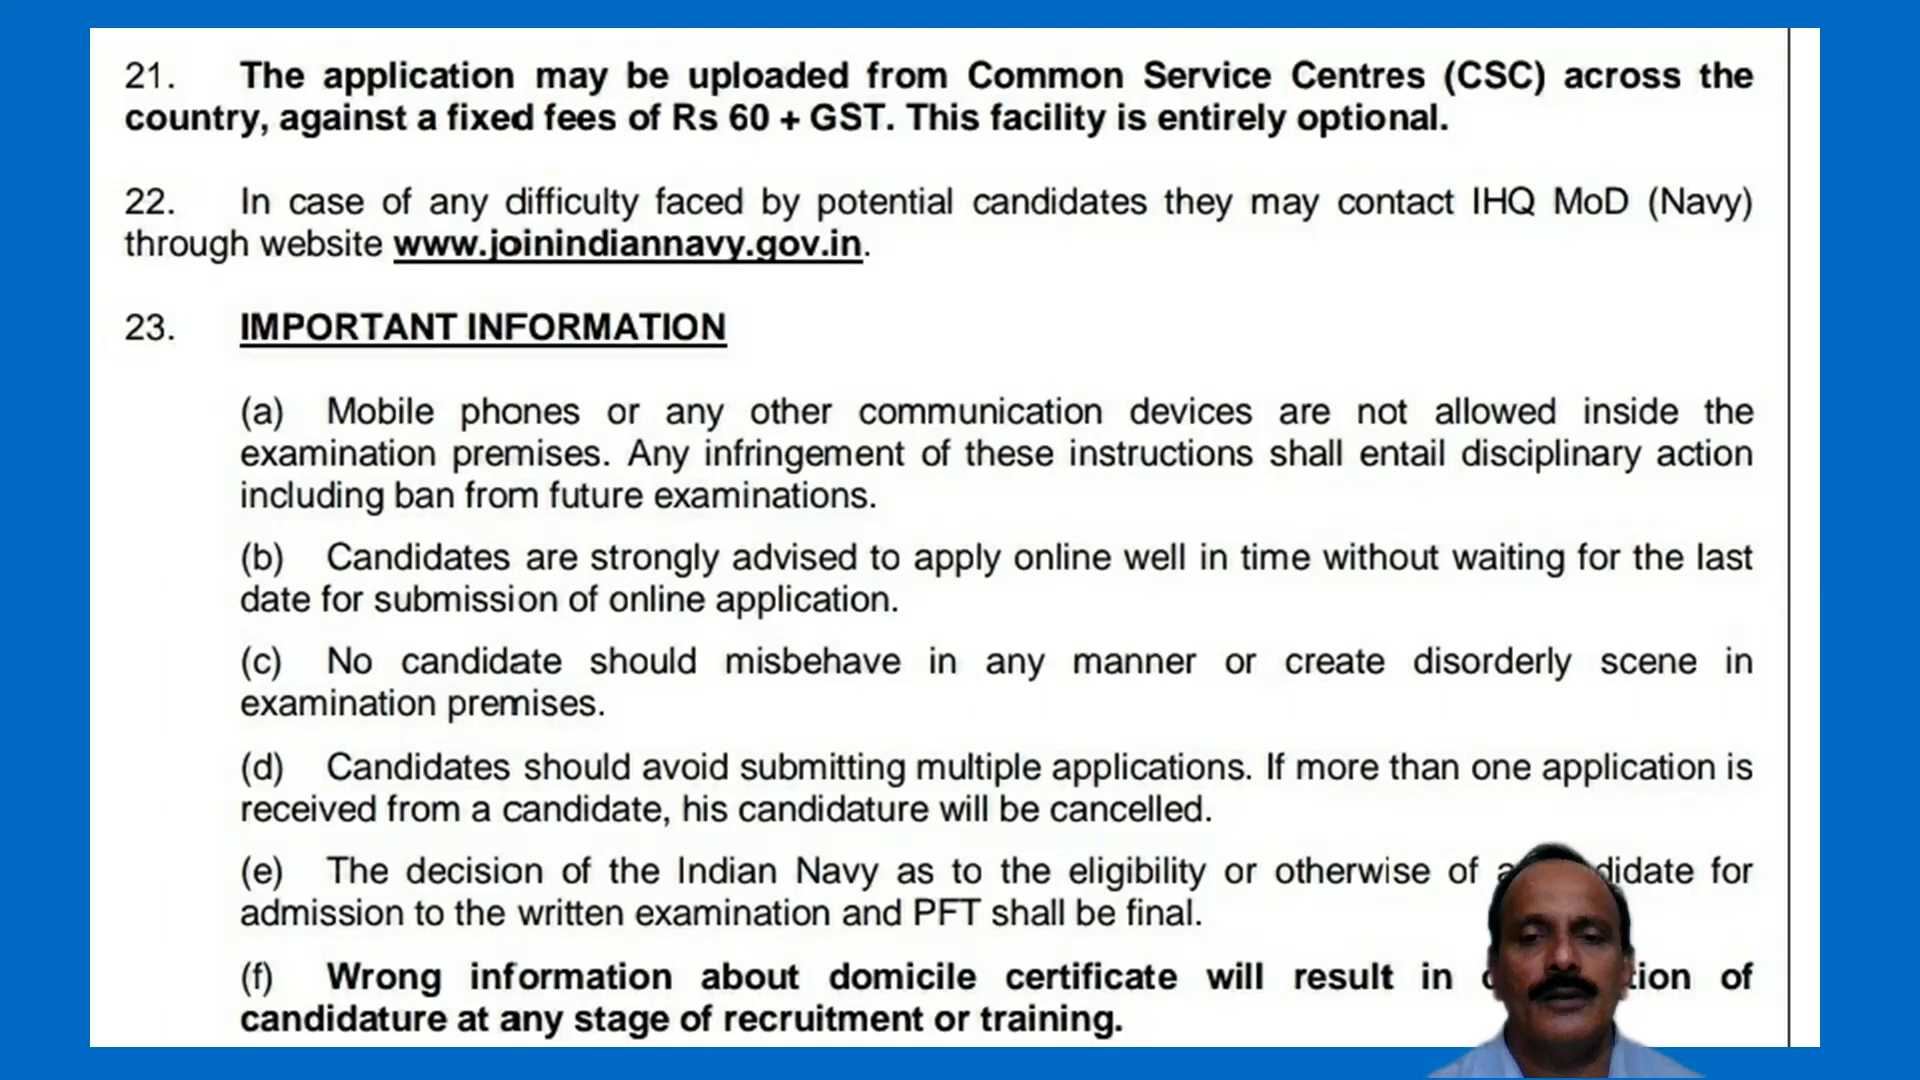 21. The application may be uploaded from Common Service Centres (CSC) across the
country, against a fixed fees of Rs 60 + GST. This facility is entirely optional.
22. In case of any difficulty faced by potential candidates they may contact IHQ MoD (Navy)
through website www.joinindiannavy.gov.in.
23. IMPORTANT INFORMATION
(a) Mobile phones or any other communication devices are not allowed inside the
examination premises. Any infringement of these instructions shall entail disciplinary action
including ban from future examinations.
(b) Candidates are strongly advised to apply online well in time without waiting for the last
date for submission of online application.
(c) No candidate should misbehave in any manner or create disorderly scene in
examination premises.
(d) Candidates should avoid submitting multiple applications. If more than one application is
received from a candidate, his candidature will be cancelled.
(e) The decision of the Indian Navy as to the eligibility or otherwise of for
admission to the written examination and PFT shall be final.
(f) Wrong information about domicile certificate will result in of
candidature at any stage of recruitment or training.